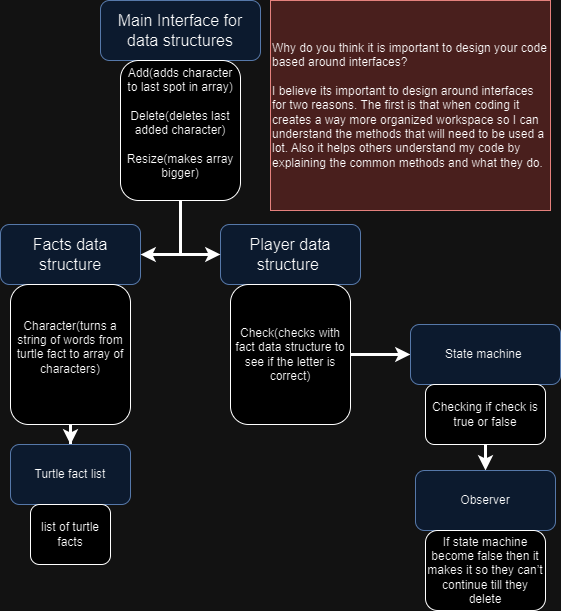 Main Interface for
data structures
Add(adds character
to last spot in array)
Delete(deletes last
added character)
Resize(makes array
bigger)
Why do you think it is important to design your code
based around interfaces?
I believe its important to design around interfaces
for two reasons. The first is that when coding it
creates a way more organized workspace so I can
understand the methods that will need to be used a
lot. Also it helps others understand my code by
explaining the common methods and what they do.
Facts data
structure
Player data
structure
Character(turns a
string of words from
turtle fact to array of
characters)
Check(checks with
fact data structure to
see if the letter is
correct)
State machine
Checking if check is
true or false
Turtle fact list
list of turtle
facts
Observer
If state machine
become false then it
makes it so they can't
continue till they
delete